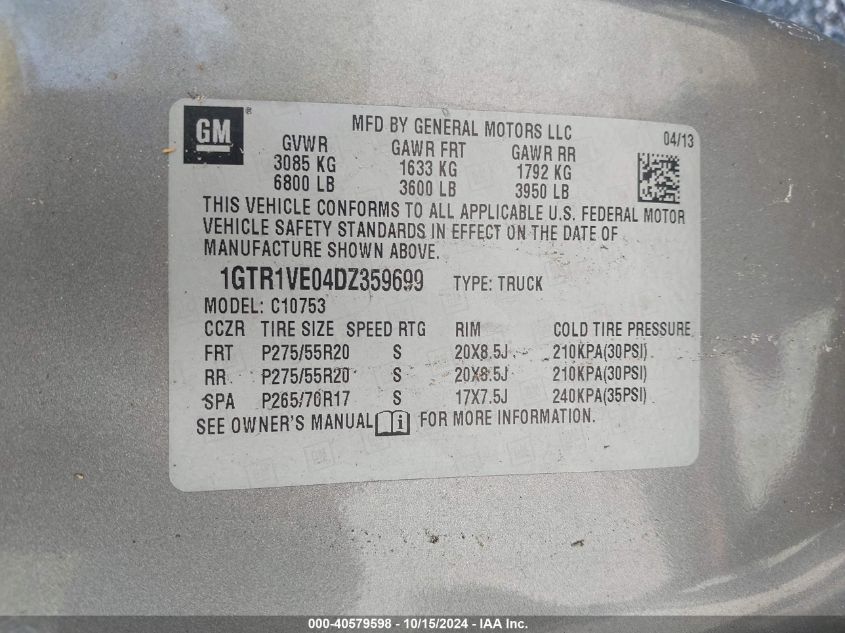 GM ®
MFD BY GENERAL MOTORS LLC 04/13
GVWR GAWR FRT GAWR RR
3085 KG 1633 KG 1792 KG
6800 LB 3600 LB 3950 LB
THIS VEHICLE CONFORMS TO ALL APPLICABLE U.S. FEDERAL MOTOR
VEHICLE SAFETY STANDARDS IN EFFECT ON THE DATE OF
MANUFACTURE SHOWN ABOVE.
1GTR1VE04DZ359699 TYPE: TRUCK
MODEL: C10753
CCZR TIRE SIZE SPEED RTG RIM COLD TIRE PRESSURE
FRT P275/55R20 S 20X8.5J 210KPA(30PSI)
RR P275/55R20 S 20X8.5J 210KPA(30PSI)
SPA P265/70R17 S 17X7.5J 240KPA(35PSI)
SEE OWNER'S MANUAL i FOR MORE INFORMATION.
000-40579598 - 10/15/2024 - IAA Inc.